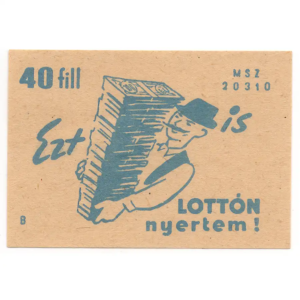 40 fill
MSZ
20310
Ezt is
LOTTÓN
nyertem!
B